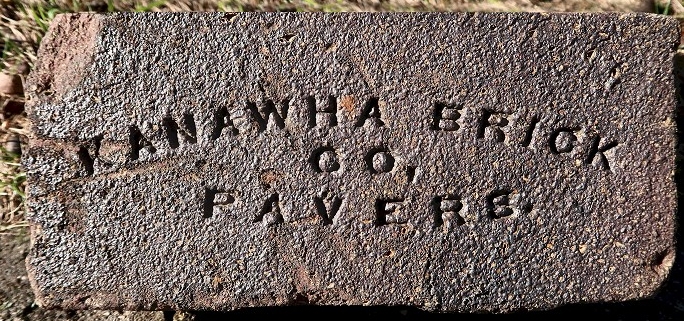 KANAWHA BRICK
CO,
PAVERS.